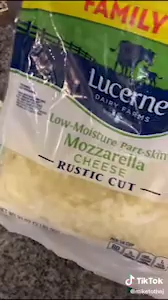 FAMILY
Lucerne
DAIRY FARMS
Low-Moisture Part-Skim
Mozzarella
CHEESE
RUSTIC CUT
TikTok